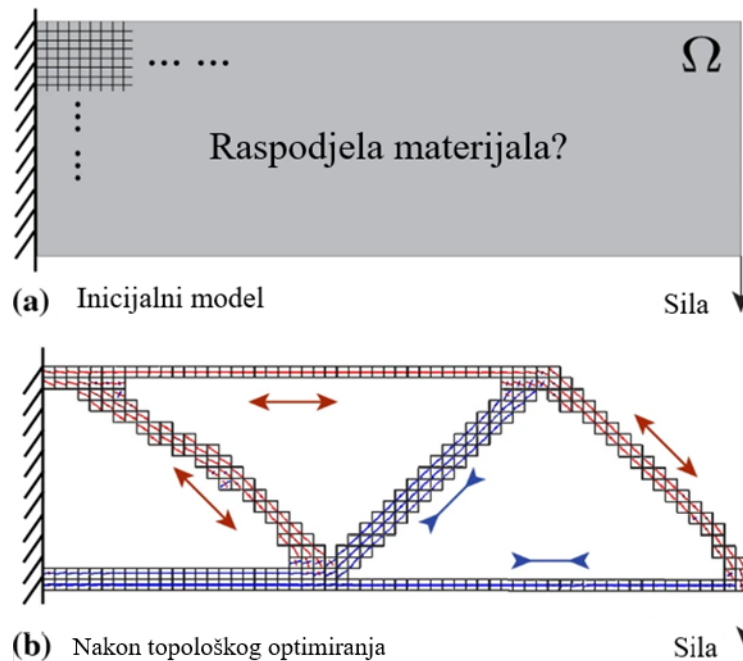 Ω
Raspodjela materijala?
(a) Inicijalni model
Sila
(b) Nakon topološkog optimiranja
Sila